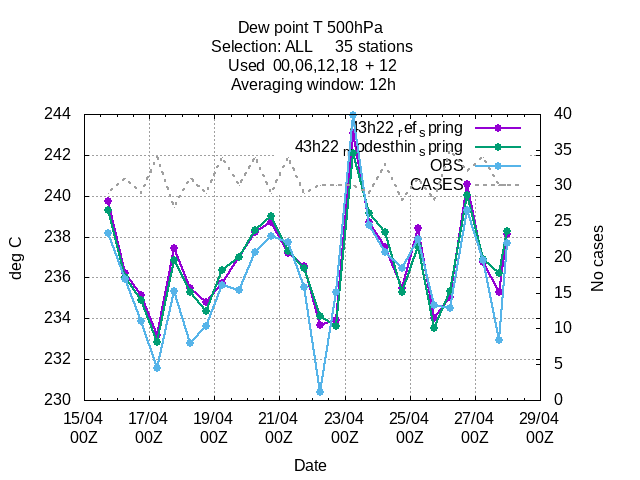 Dew point T 500hPa
Selection: ALL 35 stations
Used 00,06,12,18 + 12
Averaging window: 12h
43h22_ref_spring
43h22_nodesthin_spring
OBS
CASES
deg C
244
242
240
238
236
234
232
230
40
35
30
25
20
15
10
5
0
No cases
15/04 17/04 19/04 21/04 23/04 25/04 27/04 29/04
00Z 00Z 00Z 00Z 00Z 00Z 00Z 00Z
Date